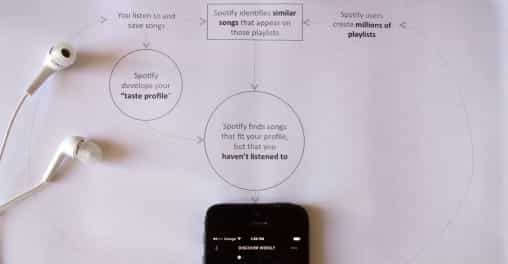 You listen to and
save songs
Spotify identifies similar
songs that appear on
those playlists
Spotify users
create millions of
playlists
Spotify
develops your
"taste profile"
Spotify finds songs
that fit your profile,
but that you
haven't listened to
DISCOVER WEEKLY